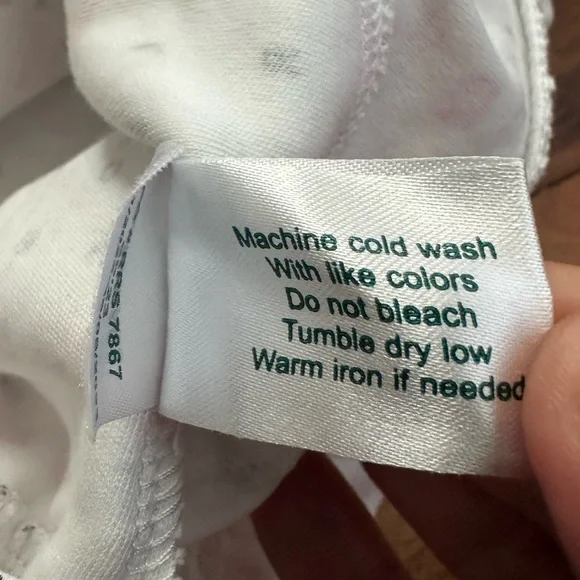 Machine cold wash
With like colors
Do not bleach
Tumble dry low
Warm iron if needed
7867